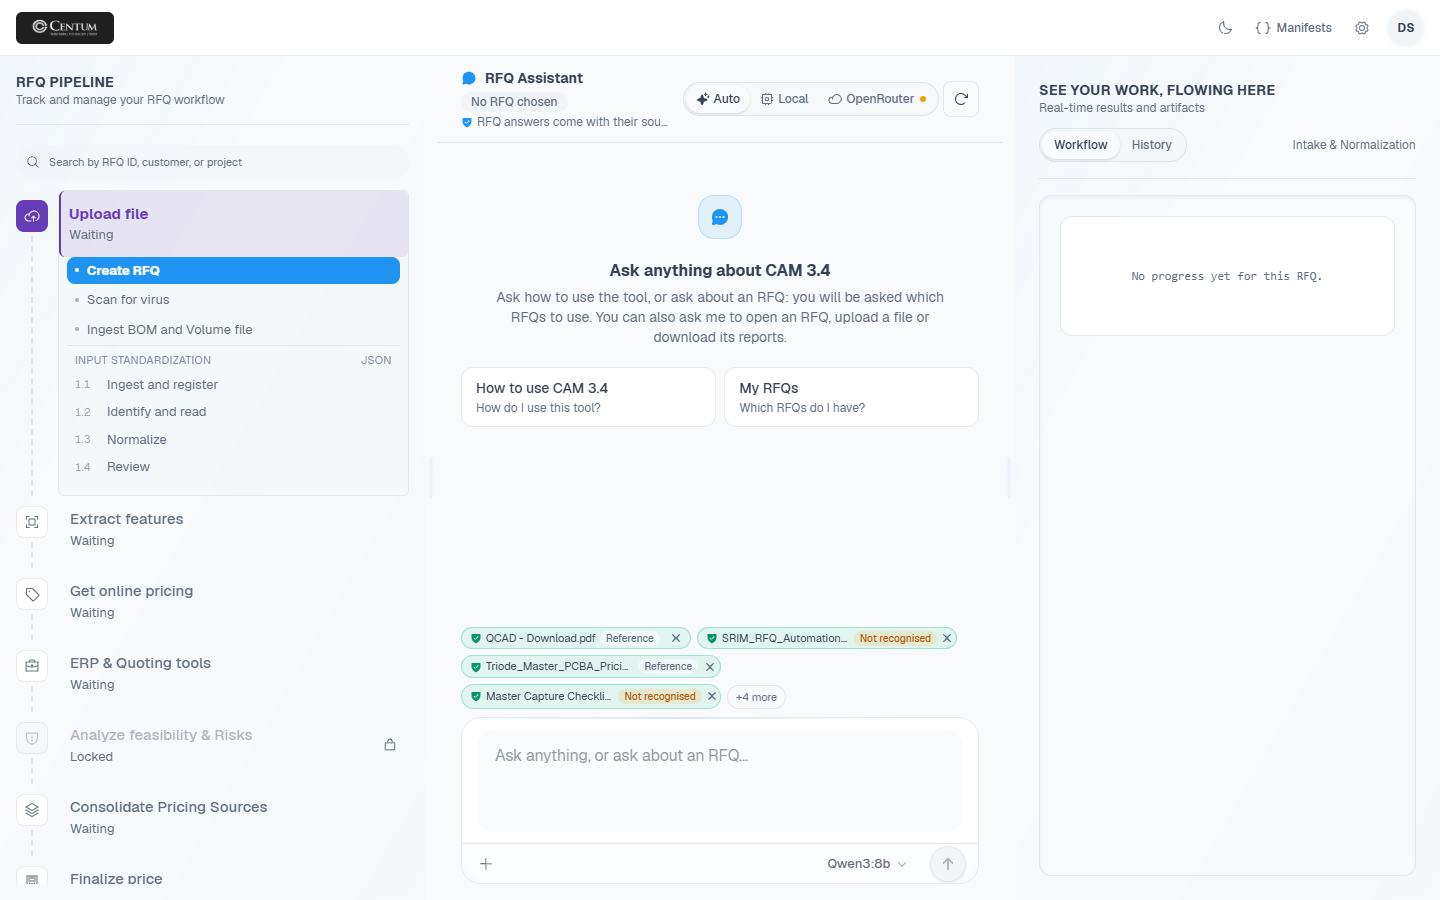 CENTUM
Manifests
DS
RFQ PIPELINE
Track and manage your RFQ workflow
Search by RFQ ID, customer, or project
Upload file
Waiting
Create RFQ
Scan for virus
Ingest BOM and Volume file
INPUT STANDARDIZATION JSON
1.1 Ingest and register
1.2 Identify and read
1.3 Normalize
1.4 Review
Extract features
Waiting
Get online pricing
Waiting
ERP & Quoting tools
Waiting
Analyze feasibility & Risks
Locked
Consolidate Pricing Sources
Waiting
Finalize price
RFQ Assistant
No RFQ chosen
RFQ answers come with their sou...
Auto Local OpenRouter
Ask anything about CAM 3.4
Ask how to use the tool, or ask about an RFQ: you will be asked which
RFQs to use. You can also ask me to open an RFQ, upload a file or
download its reports.
How to use CAM 3.4
How do I use this tool?
My RFQs
Which RFQs do I have?
QCAD - Download.pdf Reference
SRIM_RFQ_Automation... Not recognised
Triode_Master_PCBA_Prici... Reference
Master Capture Checkli... Not recognised
+4 more
Ask anything, or ask about an RFQ...
Qwen3:8b
SEE YOUR WORK, FLOWING HERE
Real-time results and artifacts
Workflow History
Intake & Normalization
No progress yet for this RFQ.